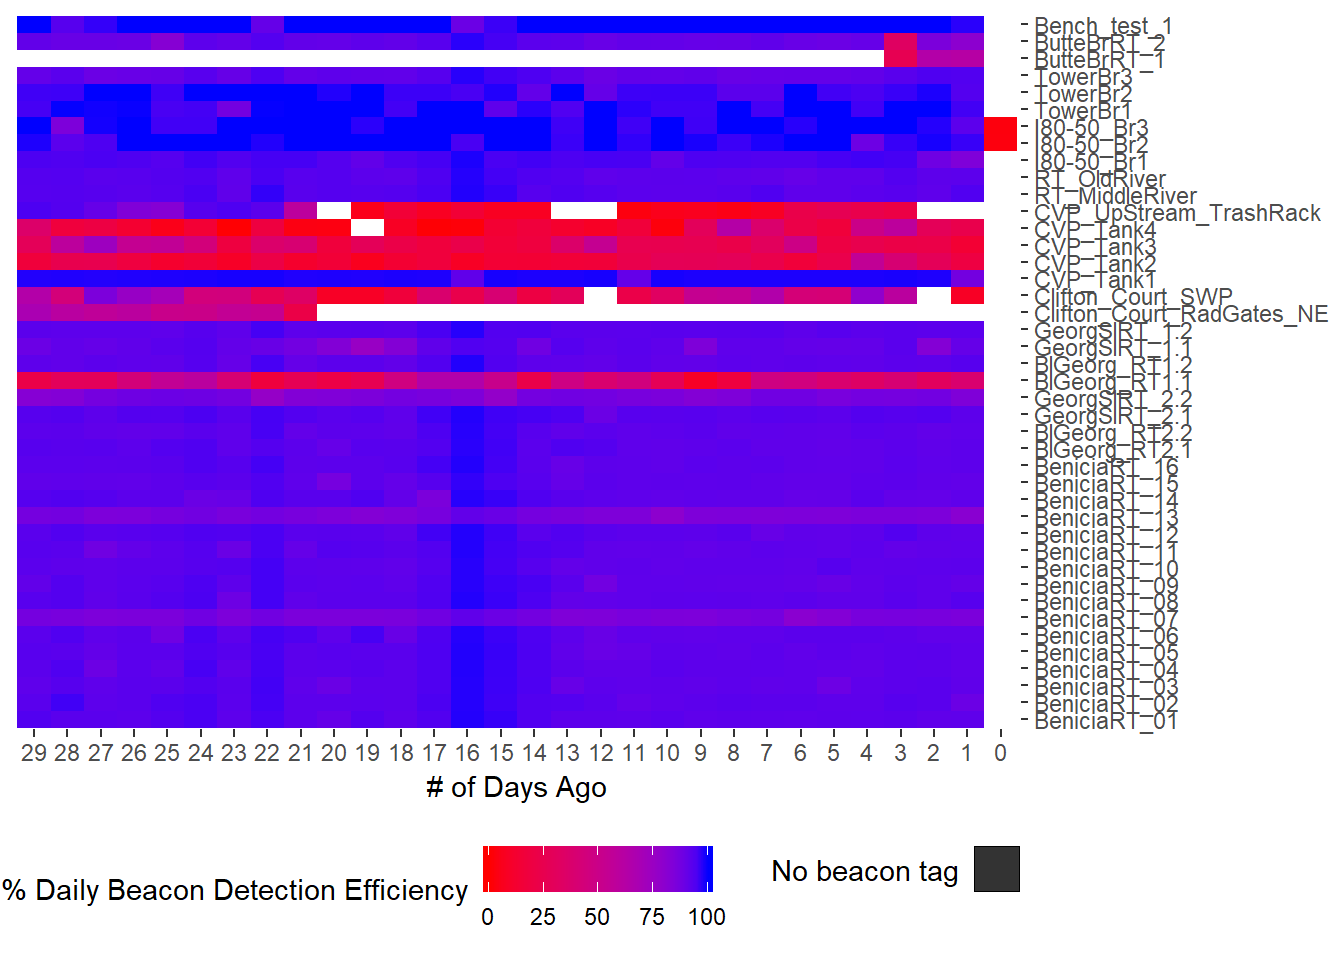 Bench_test_1
ButteBrRT_2
ButteBrRT_1
TowerBr3
TowerBr2
TowerBr1
I80-50_Br3
I80-50_Br2
I80-50_Br1
RT_OldRiver
RT_MiddleRiver
CVP_UpStream_TrashRack
CVP_Tank4
CVP_Tank3
CVP_Tank2
CVP_Tank1
Clifton_Court_SWP
Clifton_Court_RadGates_NE
GeorgSlRT_1.2
GeorgSlRT_1.1
BlGeorg_RT1.2
BlGeorg_RT1.1
GeorgSlRT_2.2
GeorgSlRT_2.1
BlGeorg_RT2.2
BlGeorg_RT2.1
BeniciaRT_16
BeniciaRT_15
BeniciaRT_14
BeniciaRT_13
BeniciaRT_12
BeniciaRT_11
BeniciaRT_10
BeniciaRT_09
BeniciaRT_08
BeniciaRT_07
BeniciaRT_06
BeniciaRT_05
BeniciaRT_04
BeniciaRT_03
BeniciaRT_02
BeniciaRT_01
29 28 27 26 25 24 23 22 21 20 19 18 17 16 15 14 13 12 11 10 9 8 7 6 5 4 3 2 1 0
# of Days Ago
% Daily Beacon Detection Efficiency
0 25 50 75 100
No beacon tag